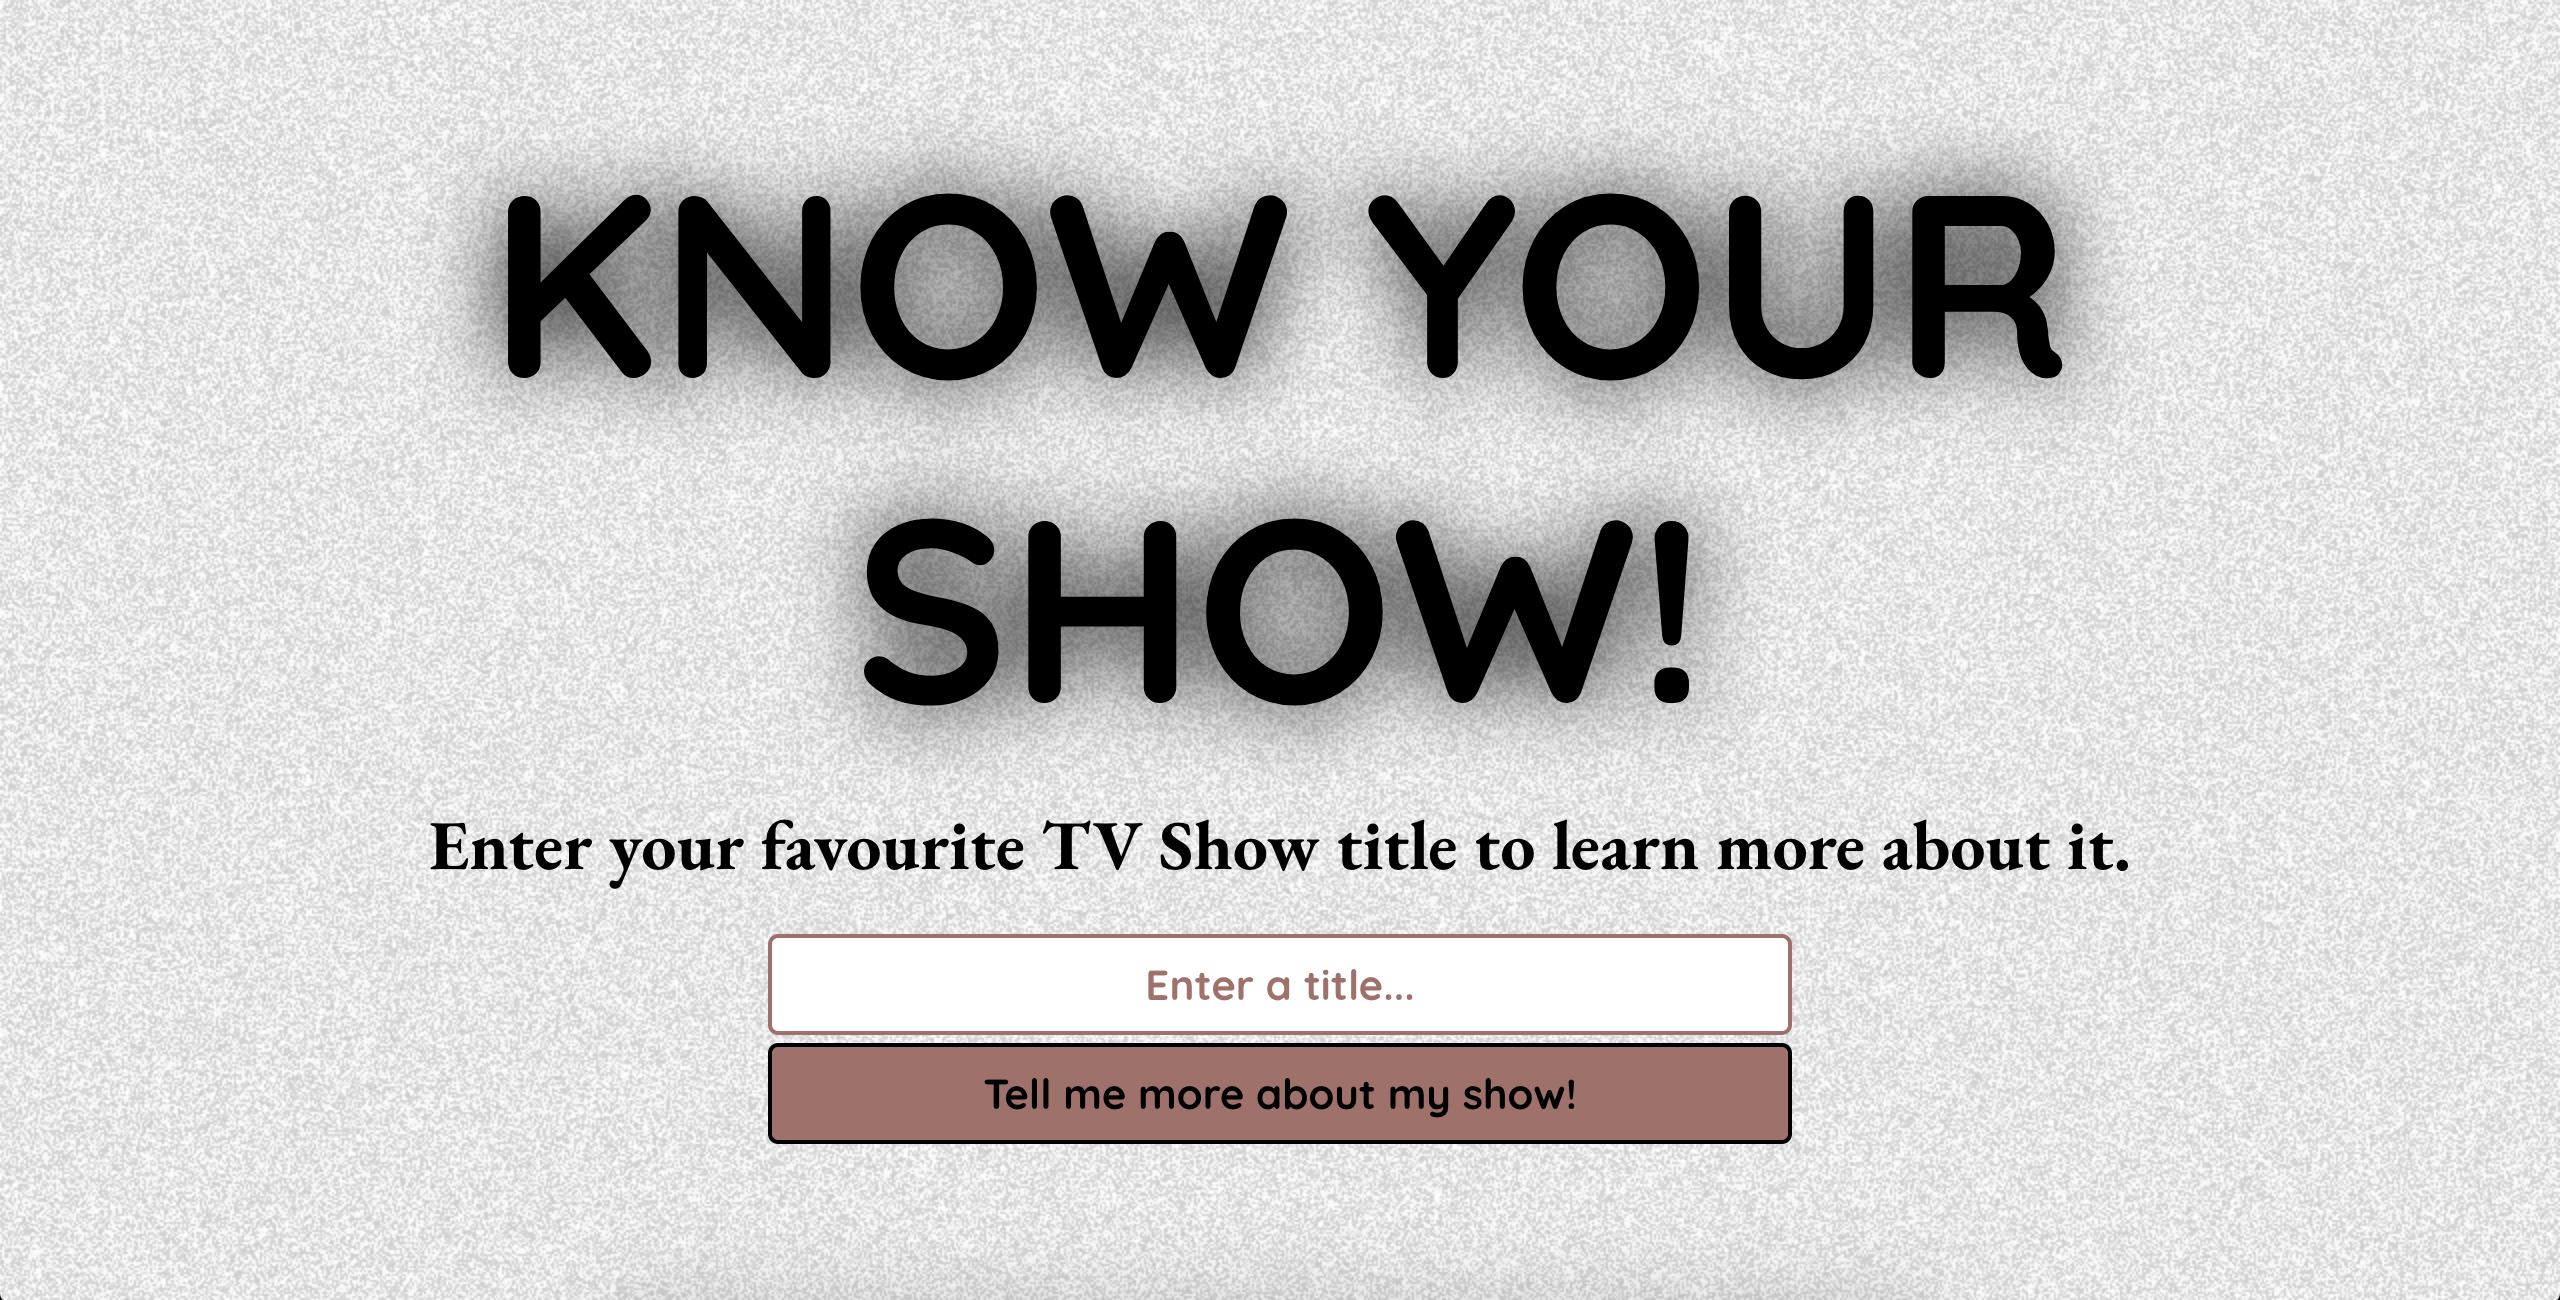 KNOW YOUR
SHOW!
Enter your favourite TV Show title to learn more about it.
Enter a title...
Tell me more about my show!